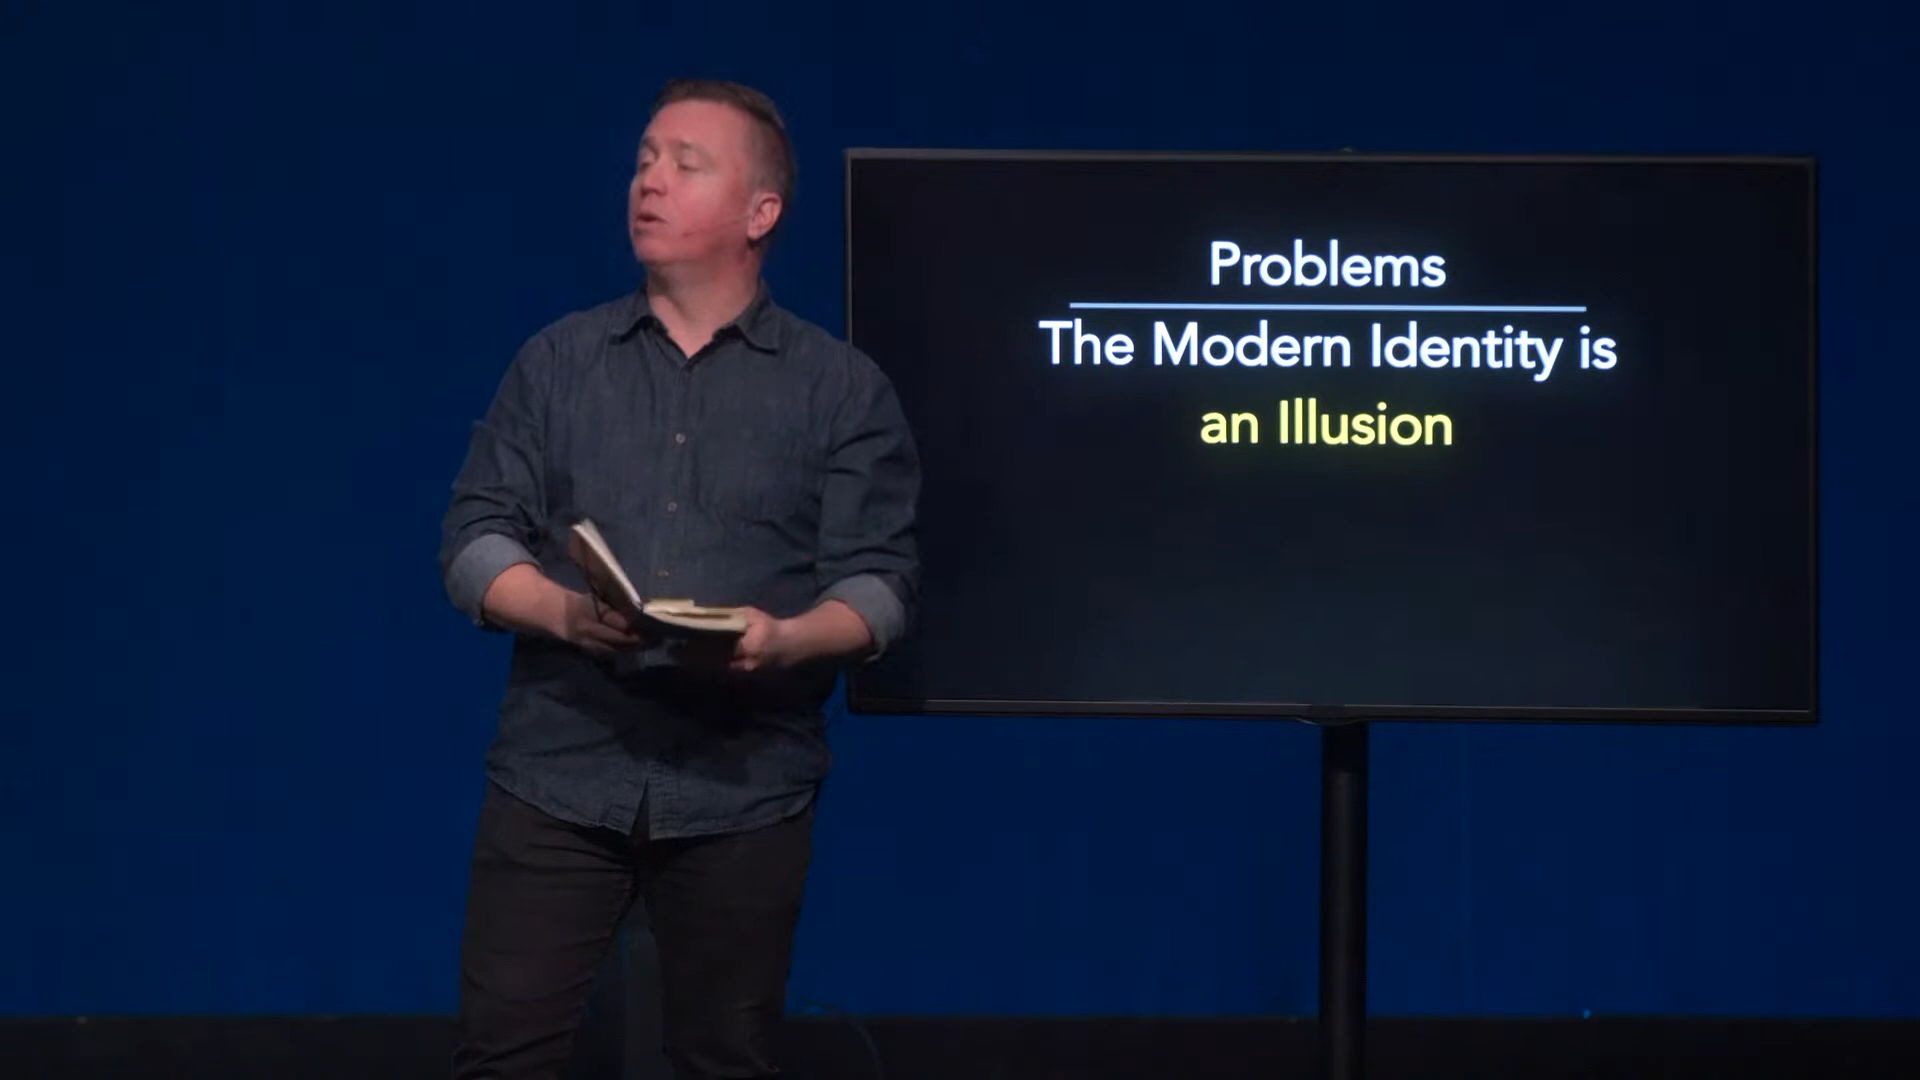 Problems
The Modern Identity is
an Illusion